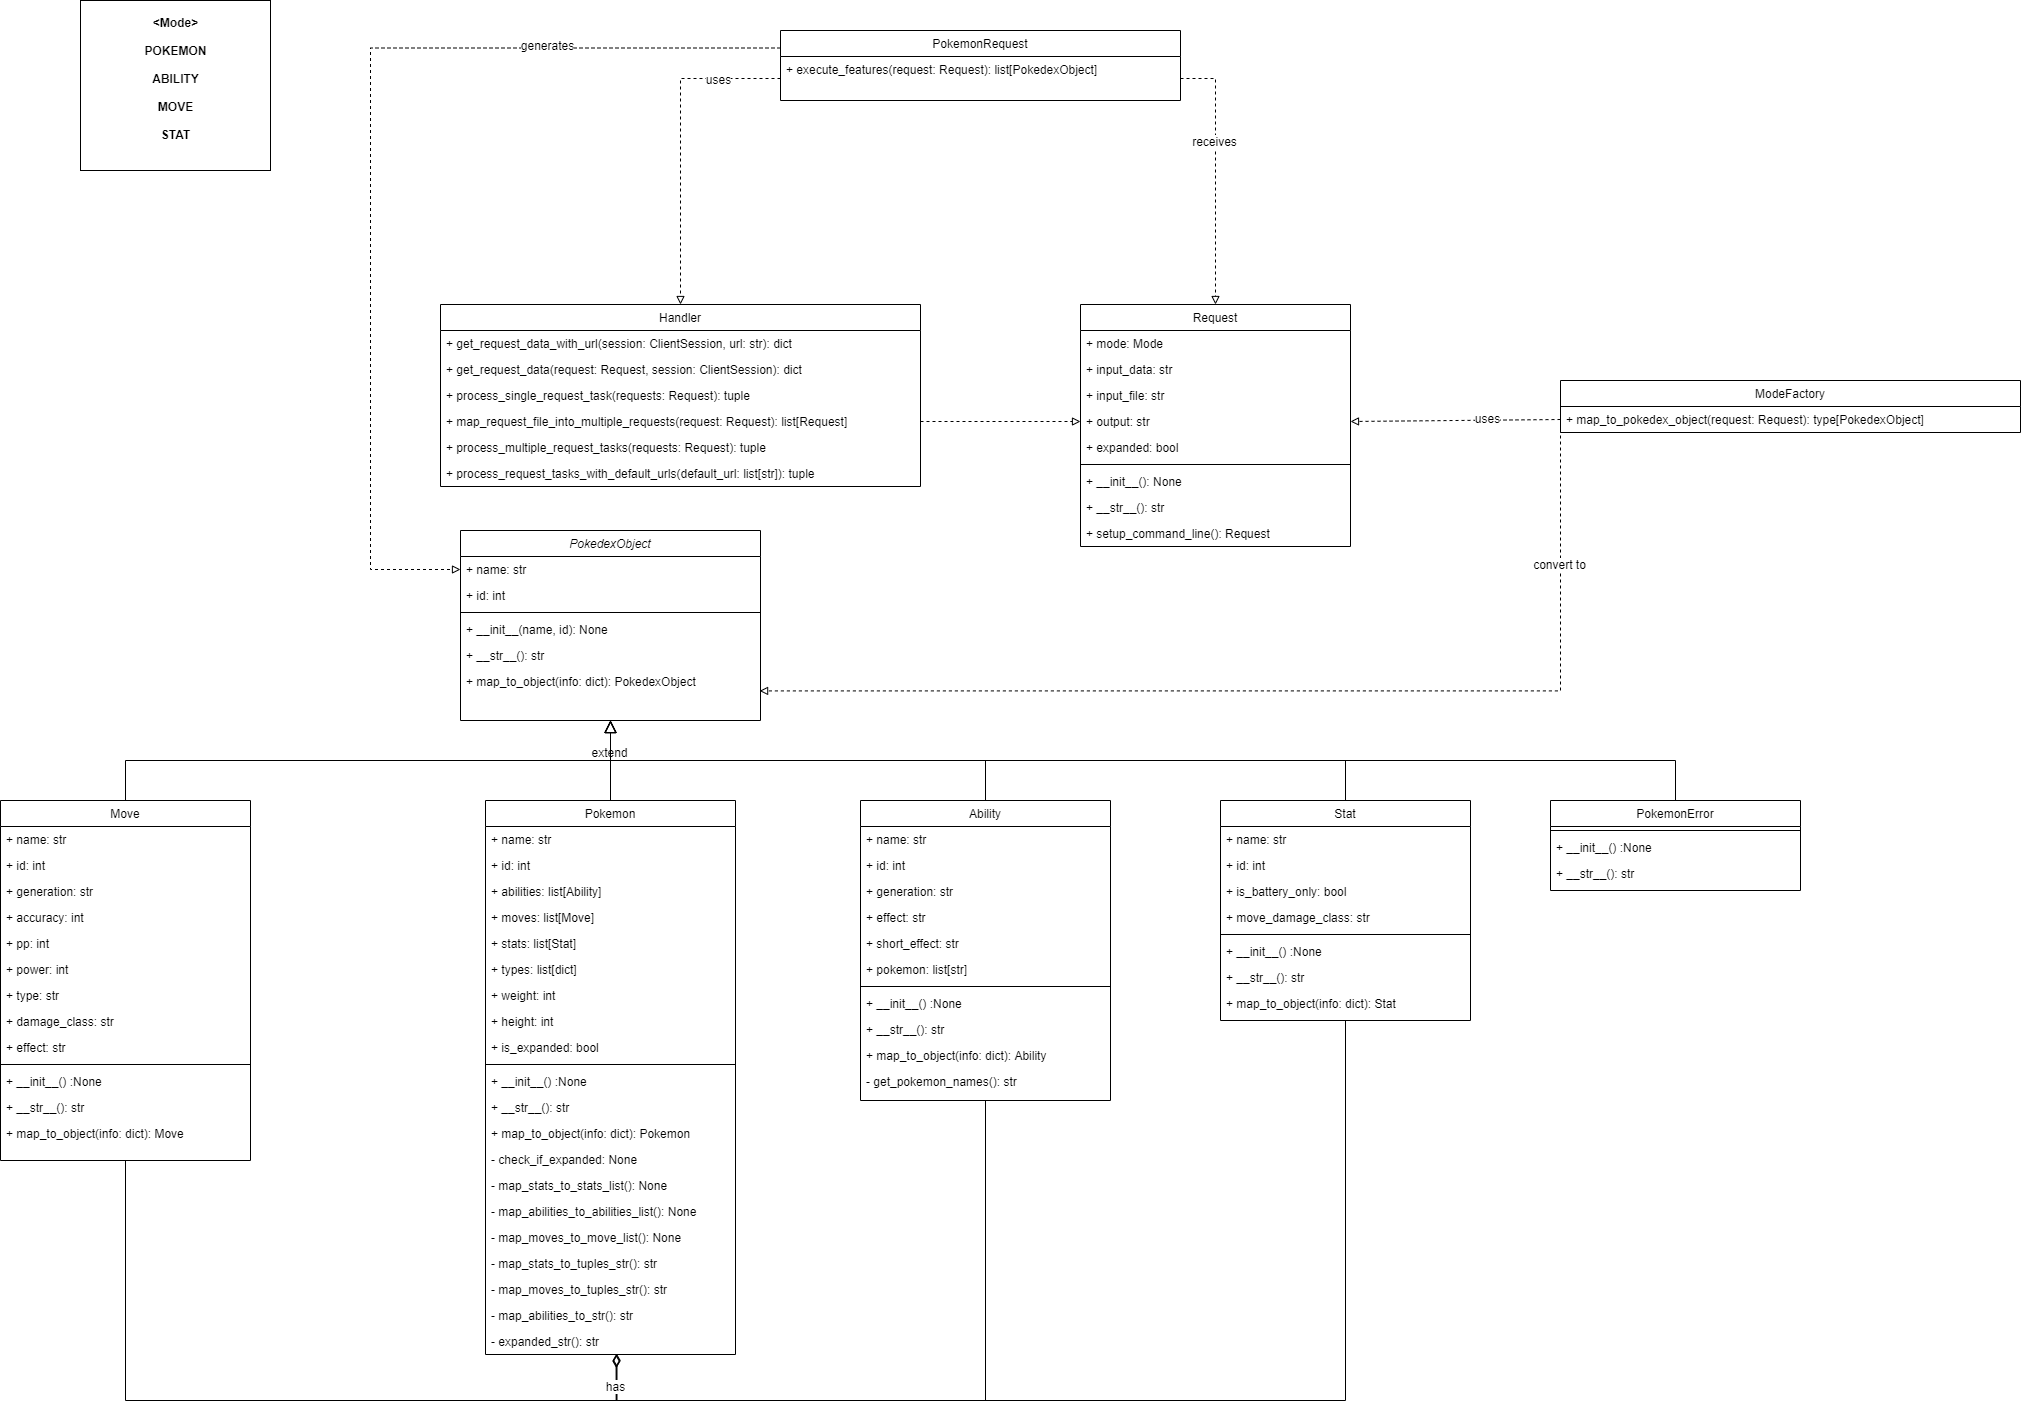 <Mode>
POKEMON
ABILITY
MOVE
STAT
generates
uses
PokemonRequest
+ execute_features(request: Request): list[PokedexObject]
receives
Handler
+ get_request_data_with_url(session: ClientSession, url: str): dict
+ get_request_data(request: Request, session: ClientSession): dict
+ process_single_request_task(requests: Request): tuple
+ map_request_file_into_multiple_requests(request: Request): list[Request]
+ process_multiple_request_tasks(requests: Request): tuple
+ process_request_tasks_with_default_urls(default_url: list[str]): tuple
Request
+ mode: Mode
+ input_data: str
+ input_file: str
+ output: str
+ expanded: bool
+ __init__(): None
+ __str__(): str
+ setup_command_line(): Request
uses
ModeFactory
+ map_to_pokedex_object(request: Request): type[PokedexObject]
convert to
PokedexObject
+ name: str
+ id: int
+ __init__(name, id): None
+ __str__(): str
+ map_to_object(info: dict): PokedexObject
extend
Move
+ name: str
+ id: int
+ generation: str
+ accuracy: int
+ pp: int
+ power: int
+ type: str
+ damage_class: str
+ effect: str
+ __init__() :None
+ __str__(): str
+ map_to_object(info: dict): Move
Pokemon
+ name: str
+ id: int
+ abilities: list[Ability]
+ moves: list[Move]
+ stats: list[Stat]
+ types: list[dict]
+ weight: int
+ height: int
+ is_expanded: bool
+ __init__() :None
+ __str__(): str
+ map_to_object(info: dict): Pokemon
- check_if_expanded: None
- map_stats_to_stats_list(): None
- map_abilities_to_abilities_list(): None
- map_moves_to_move_list(): None
- map_stats_to_tuples_str(): str
- map_moves_to_tuples_str(): str
- map_abilities_to_str(): str
- expanded_str(): str
has
Ability
+ name: str
+ id: int
+ generation: str
+ effect: str
+ short_effect: str
+ pokemon: list[str]
+ __init__() :None
+ __str__(): str
+ map_to_object(info: dict): Ability
- get_pokemon_names(): str
Stat
+ name: str
+ id: int
+ is_battery_only: bool
+ move_damage_class: str
+ __init__() :None
+ __str__(): str
+ map_to_object(info: dict): Stat
PokemonError
+ __init__() :None
+ __str__(): str